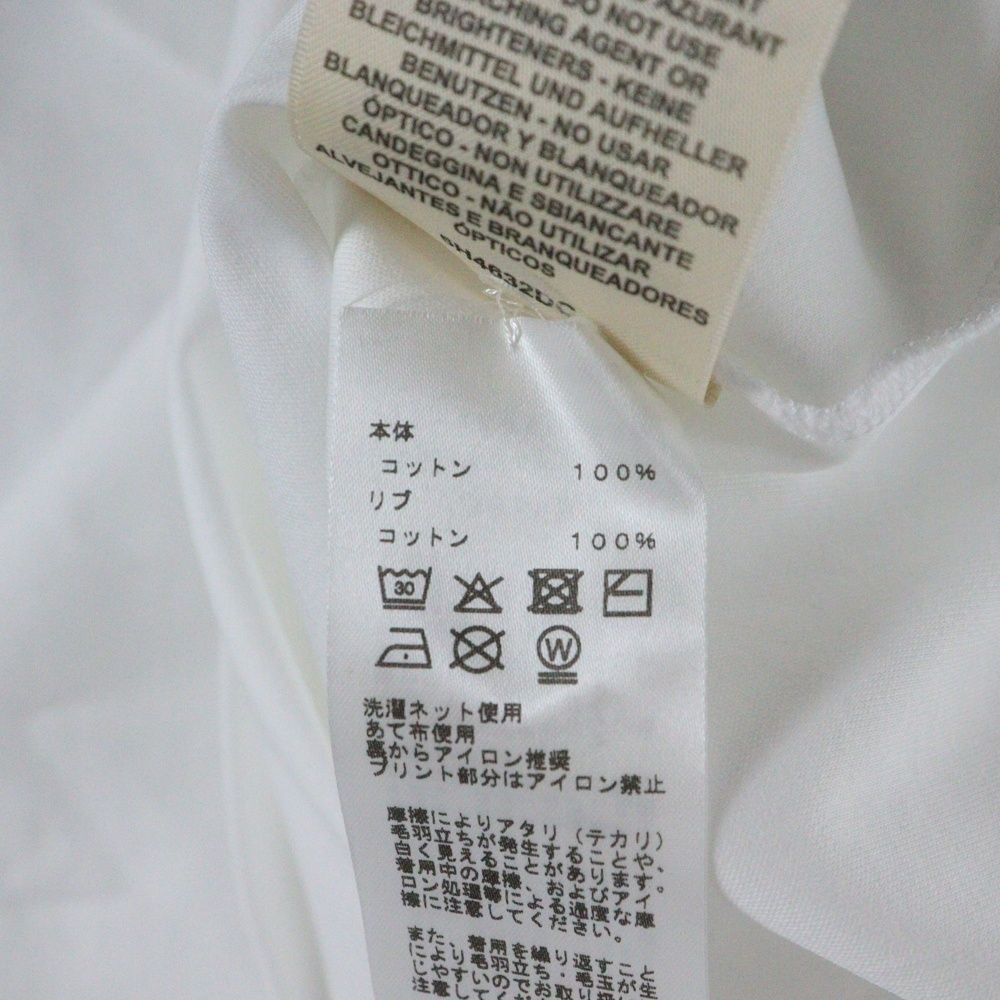 AZURANT
DO NOT USE
AGENT OR
BRIGHTENERS - KEINE
BLEICHMITTEL UND AUFHELLER
BENUTZEN - NO USAR
BLANQUEADOR Y BLANQUEADOR
ÓPTICO - NON UTILIZZARE
CANDEGGINA E SBIANCANTE
OTTICO - NÃO UTILIZAR
ALVEJANTES E BRANQUEADORES
ÓPTICOS
本体
コットン 100%
リブ
コットン 100%
30
W
洗濯ネット使用
あて布使用
裏からアイロン推奨
プリント部分はアイロン禁止
摩擦によりアタリ（テカリ）
毛羽立ちが発生することや、
白く見えることがあります。
着用中の摩擦、およびアイ
ロン処理等による過度な摩
擦に注意してください。
また、着用を繰り返すこと
により毛羽立ち・毛玉が生
じやすいのでお取り扱